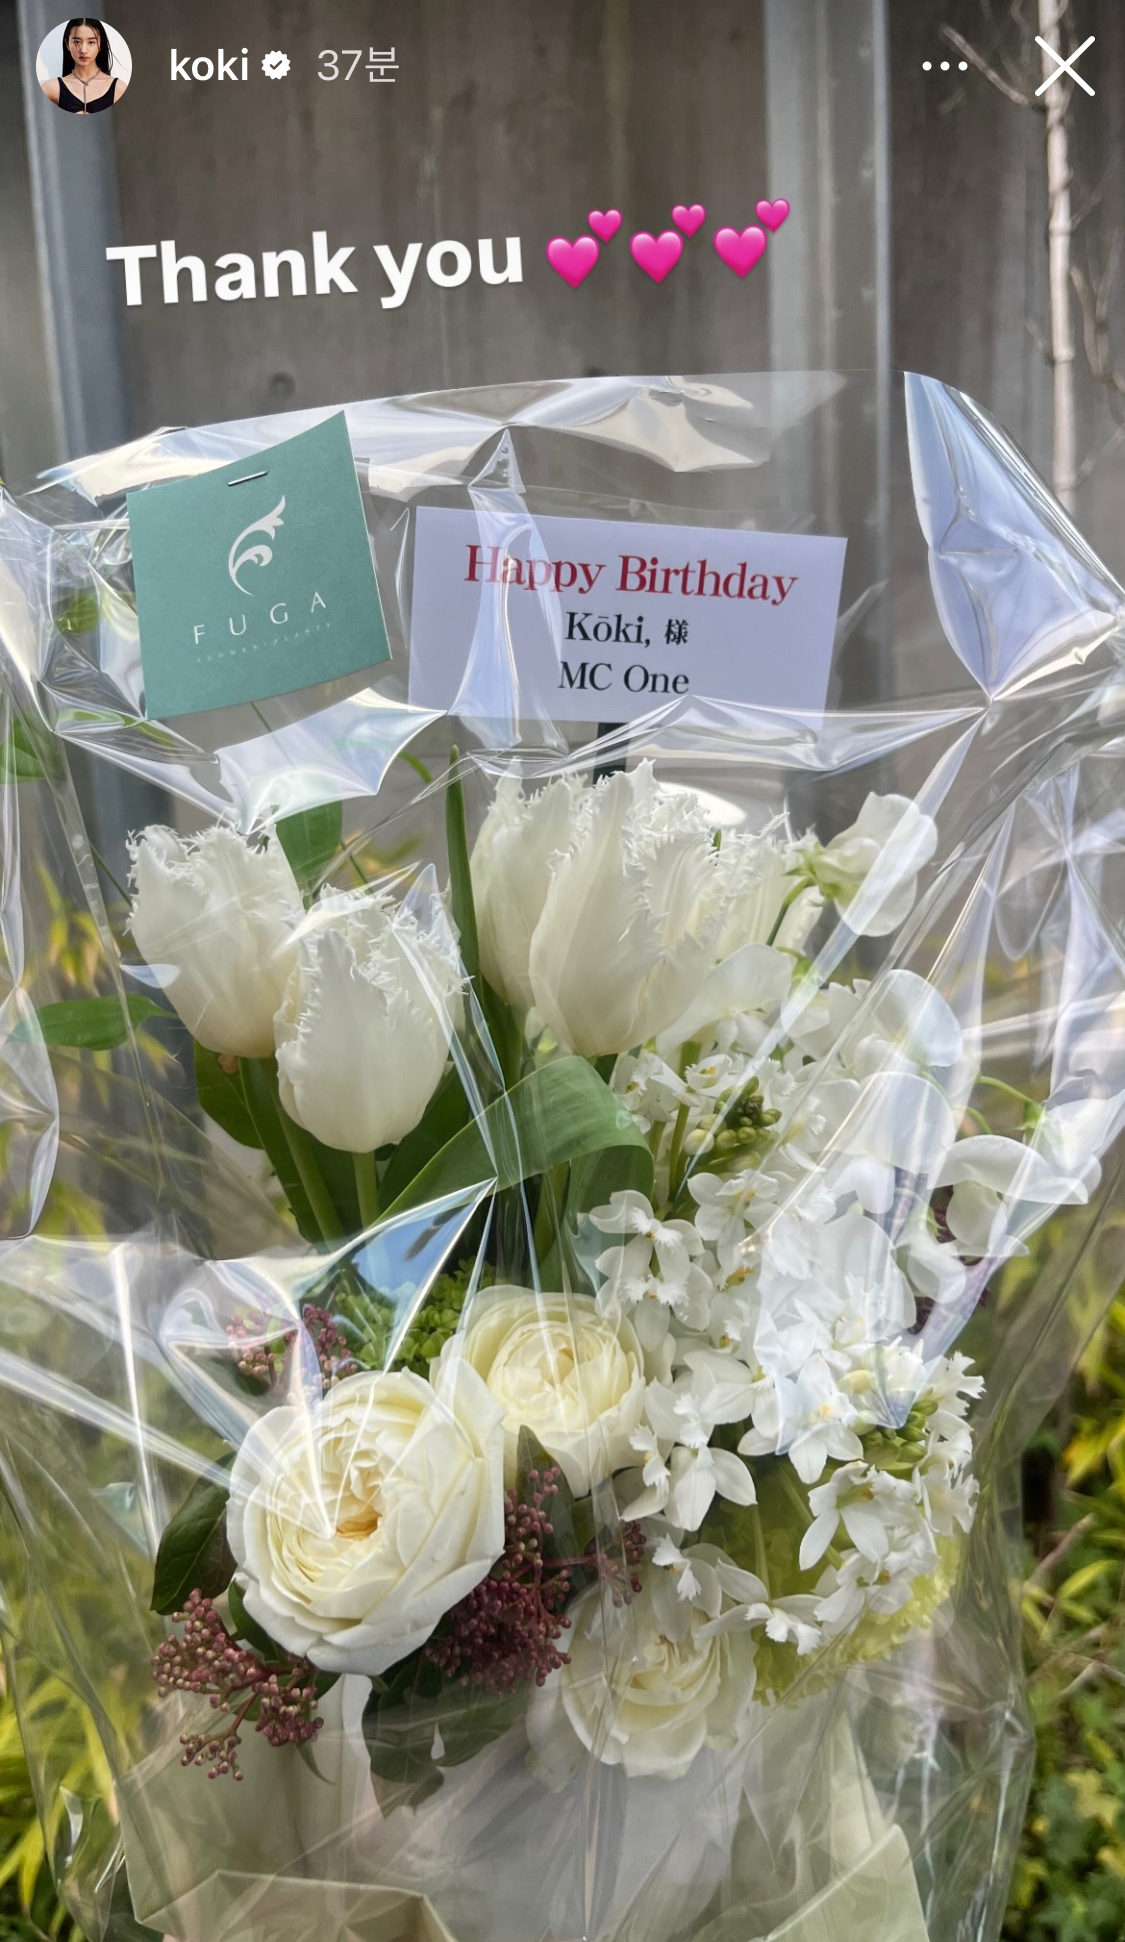 koki 37분
Thank you 💕💕💕
FUGA
Happy Birthday
Kōki, 様
MC One